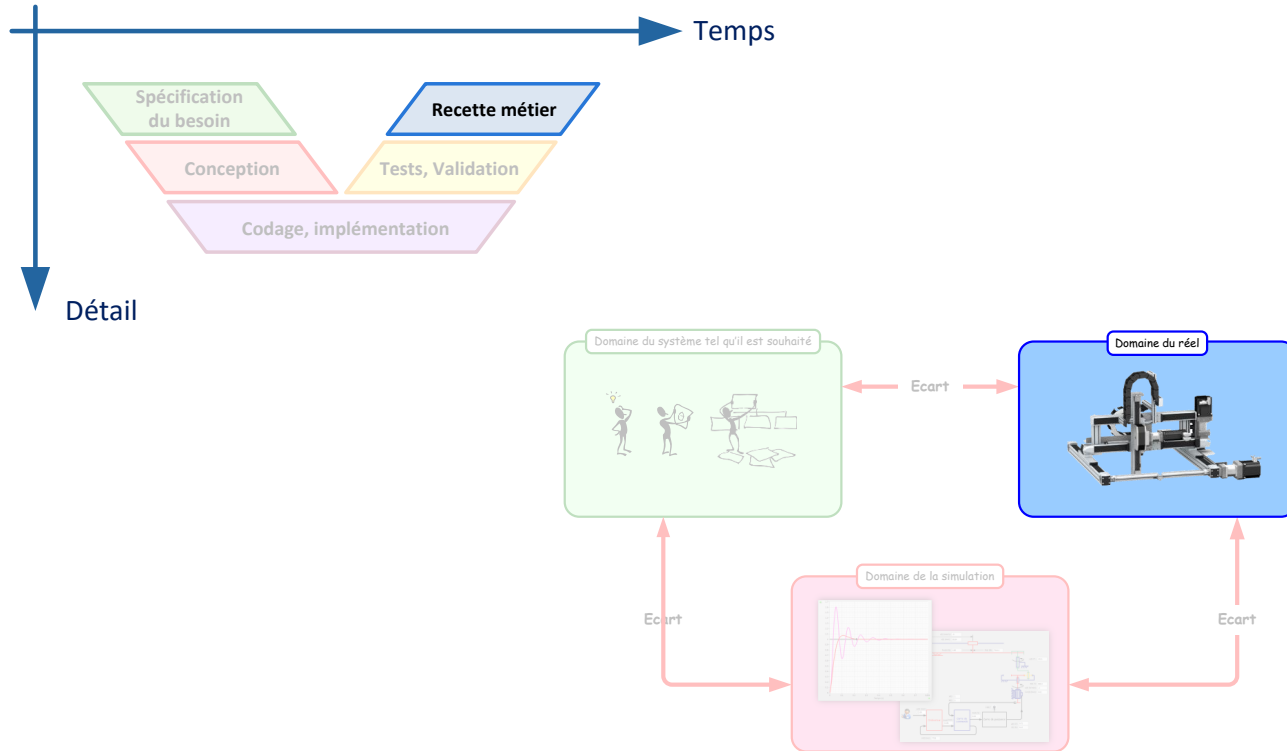 Temps
Spécification
du besoin
Recette métier
Conception
Tests, Validation
Codage, implémentation
Détail
Domaine du système tel qu'il est souhaité
Domaine du réel
Ecart
Domaine de la simulation
Ecart
Ecart